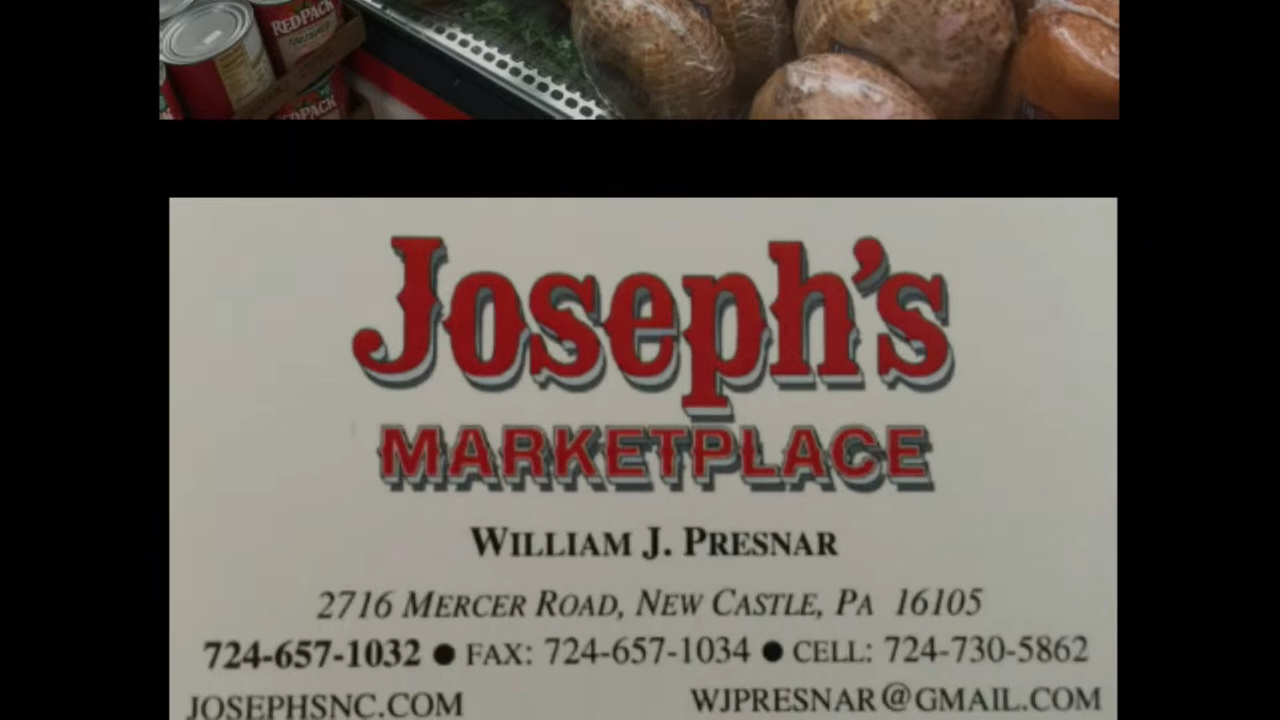 REDPACK
CRUSHED
REDPACK
Joseph's
MARKETPLACE
WILLIAM J. PRESNAR
2716 MERCER ROAD, NEW CASTLE, PA 16105
724-657-1032 ● FAX: 724-657-1034 ● CELL: 724-730-5862
JOSEPHSNC.COM WJPRESNAR@GMAIL.COM